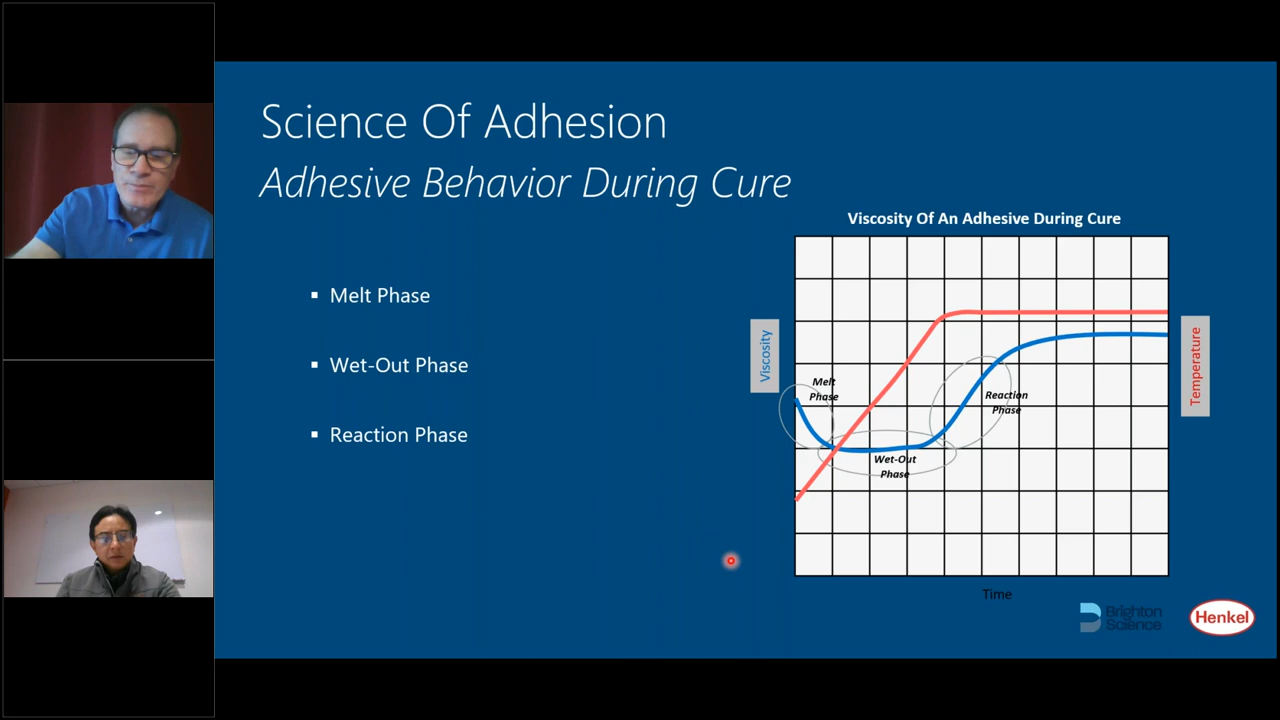 Science Of Adhesion
Adhesive Behavior During Cure
▪ Melt Phase
▪ Wet-Out Phase
▪ Reaction Phase
Viscosity Of An Adhesive During Cure
Viscosity
Melt
Phase
Wet-Out
Phase
Reaction
Phase
Temperature
Time
Brighton
Science
Henkel